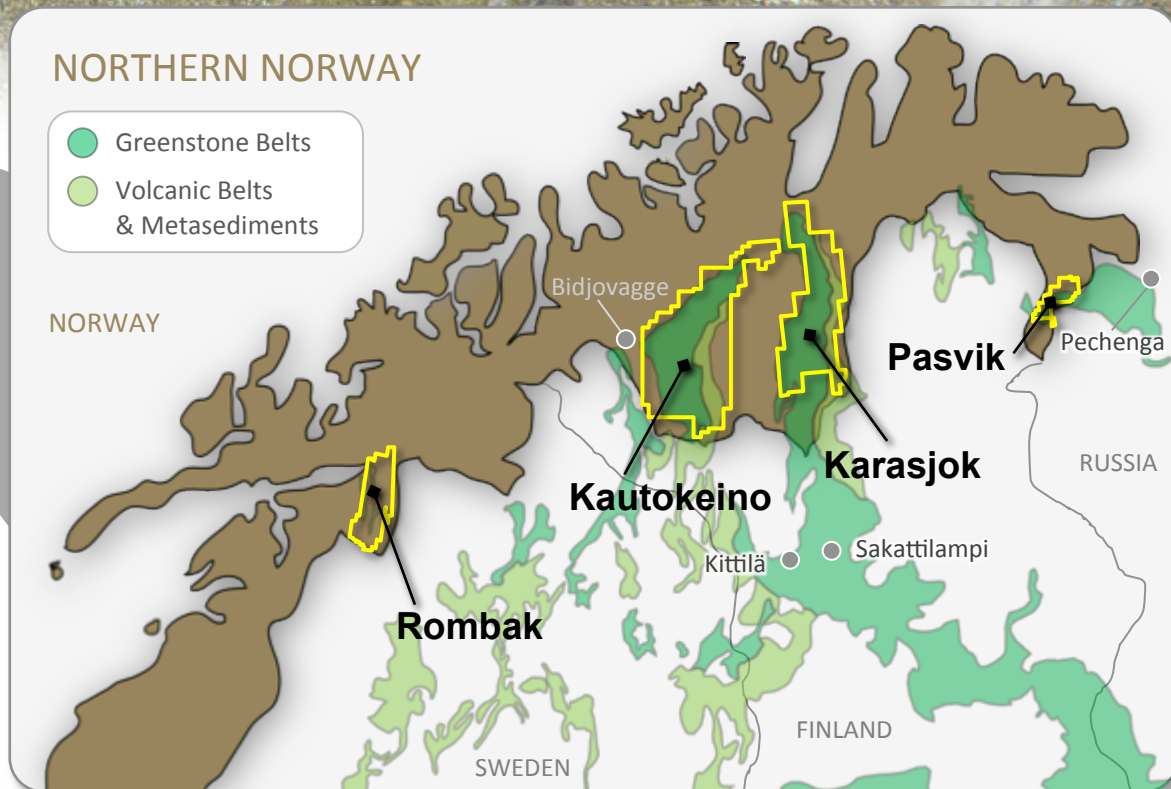 NORTHERN NORWAY
Greenstone Belts
Volcanic Belts
& Metasediments
Bidjovagge
NORWAY
Pasvik
Pechenga
Karasjok
RUSSIA
Kautokeino
Kittilä
Sakattilampi
Rombak
FINLAND
SWEDEN